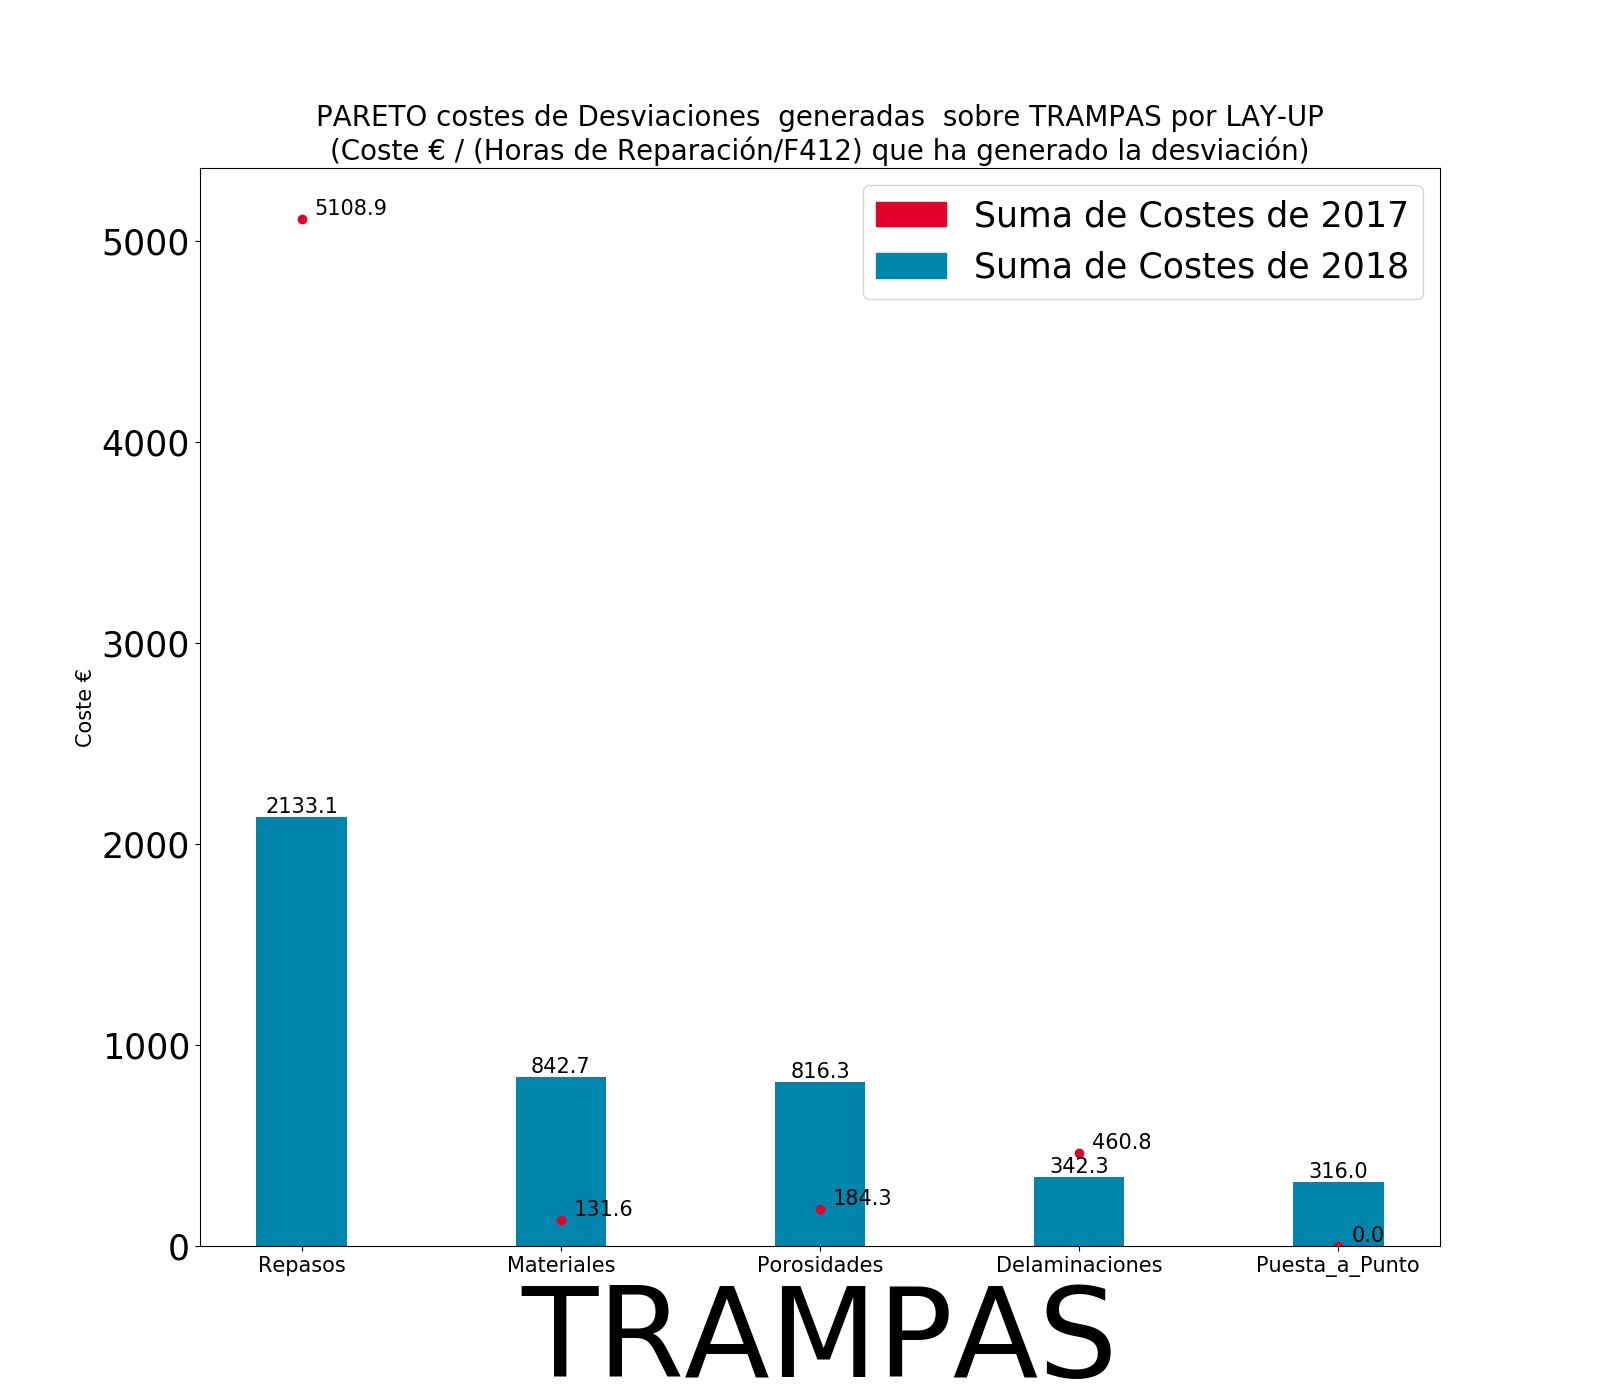 PARETO costes de Desviaciones  generadas  sobre TRAMPAS por LAY-UP
(Coste € / (Horas de Reparación/F412) que ha generado la desviación)
Suma de Costes de 2017
Suma de Costes de 2018
5108.9
5000
4000
3000
Coste €
2133.1
2000
1000
842.7
816.3
460.8
342.3
316.0
131.6
184.3
0.0
0
Repasos
Materiales
Porosidades
Delaminaciones
Puesta_a_Punto
TRAMPAS